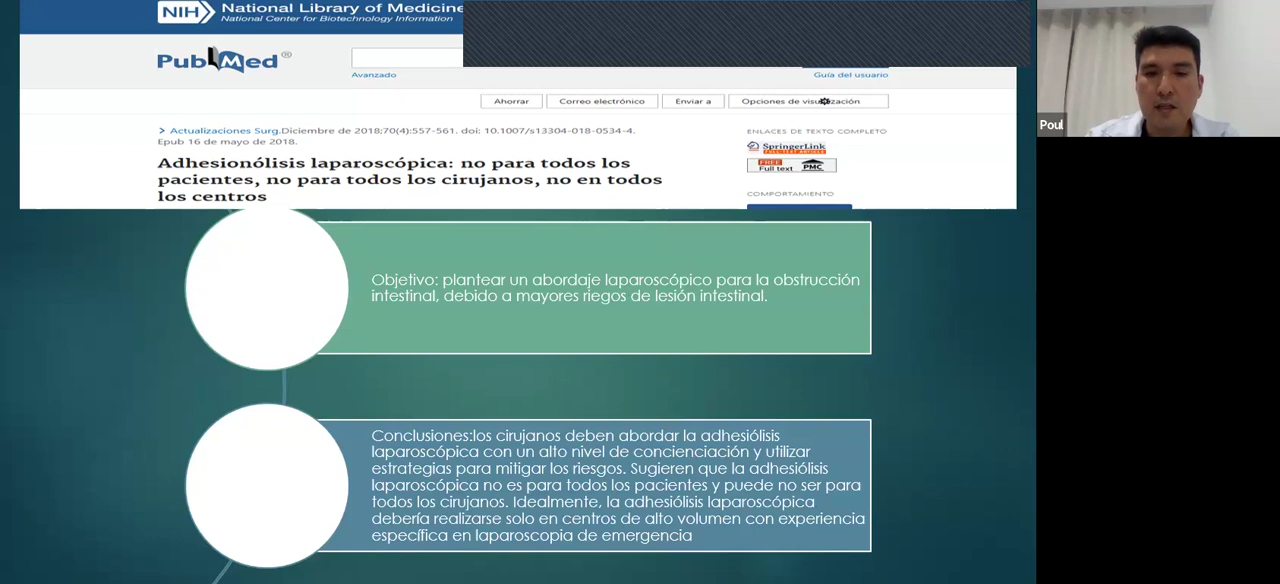 NIH National Library of Medicine
National Center for Biotechnology Information
PubMed®
Avanzado
Guía del usuario
Ahorrar
Correo electrónico
Enviar a
Opciones de visualización
> Actualizaciones Surg.Diciembre de 2018;70(4):557-561. doi: 10.1007/s13304-018-0534-4.
Epub 16 de mayo de 2018.
Adhesionólisis laparoscópica: no para todos los
pacientes, no para todos los cirujanos, no en todos
los centros
ENLACES DE TEXTO COMPLETO
SpringerLink
FULL-TEXT ARTICLE
FREE
Full text PMC
COMPORTAMIENTO
Poul
Objetivo: plantear un abordaje laparoscópico para la obstrucción
intestinal, debido a mayores riegos de lesión intestinal.
Conclusiones:los cirujanos deben abordar la adhesiólisis
laparoscópica con un alto nivel de concienciación y utilizar
estrategias para mitigar los riesgos. Sugieren que la adhesiólisis
laparoscópica no es para todos los pacientes y puede no ser para
todos los cirujanos. Idealmente, la adhesiólisis laparoscópica
debería realizarse solo en centros de alto volumen con experiencia
específica en laparoscopia de emergencia